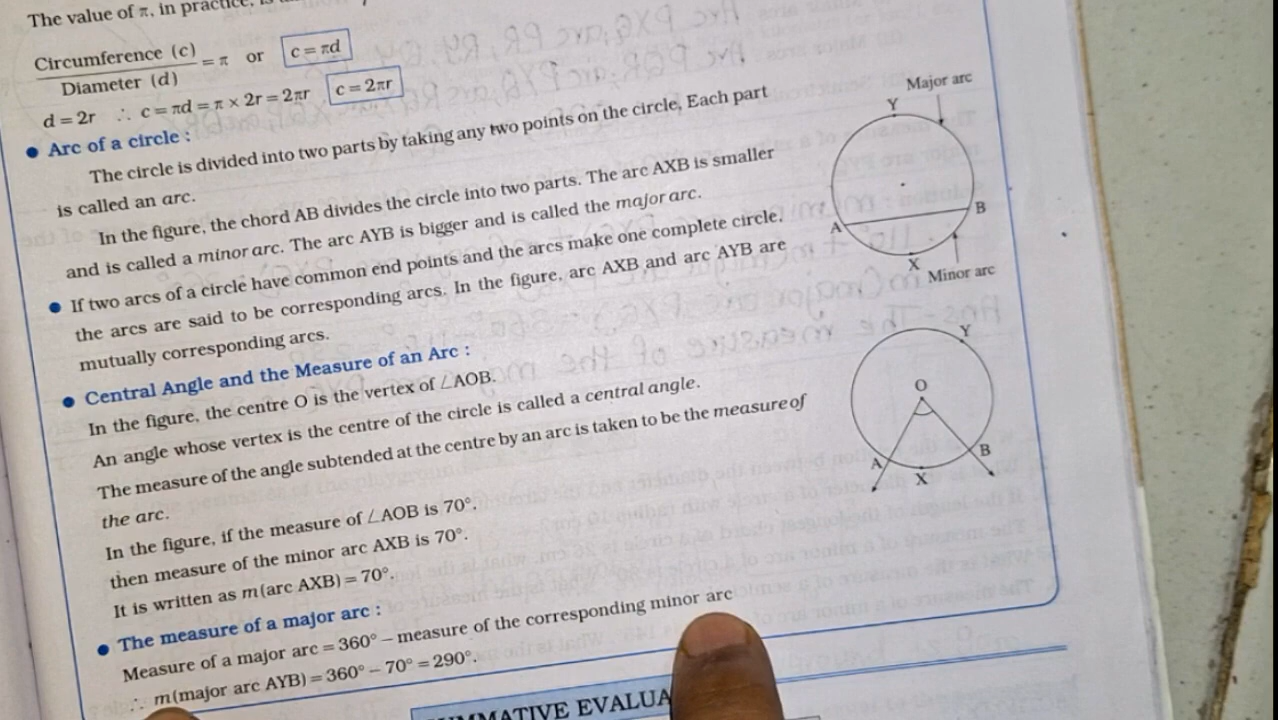 The value of π, in practice, is
Circumference (c)
Diameter (d)
= π or c = πd
d = 2r ∴ c = πd = π × 2r = 2πr c = 2πr
• Arc of a circle :
The circle is divided into two parts by taking any two points on the circle. Each part
is called an arc.
In the figure, the chord AB divides the circle into two parts. The arc AXB is smaller
and is called a minor arc. The arc AYB is bigger and is called the major arc.
• If two arcs of a circle have common end points and the arcs make one complete circle,
the arcs are said to be corresponding arcs. In the figure, arc AXB and arc AYB are
mutually corresponding arcs.
Major arc
Y
A
B
X
Minor arc
• Central Angle and the Measure of an Arc :
In the figure, the centre O is the vertex of ∠AOB.
An angle whose vertex is the centre of the circle is called a central angle.
The measure of the angle subtended at the centre by an arc is taken to be the measure of
the arc.
In the figure, if the measure of ∠AOB is 70°.
then measure of the minor arc AXB is 70°.
It is written as m(arc AXB) = 70°.
Y
O
A
B
X
• The measure of a major arc :
Measure of a major arc = 360° – measure of the corresponding minor arc
∴ m(major arc AYB) = 360° – 70° = 290°.